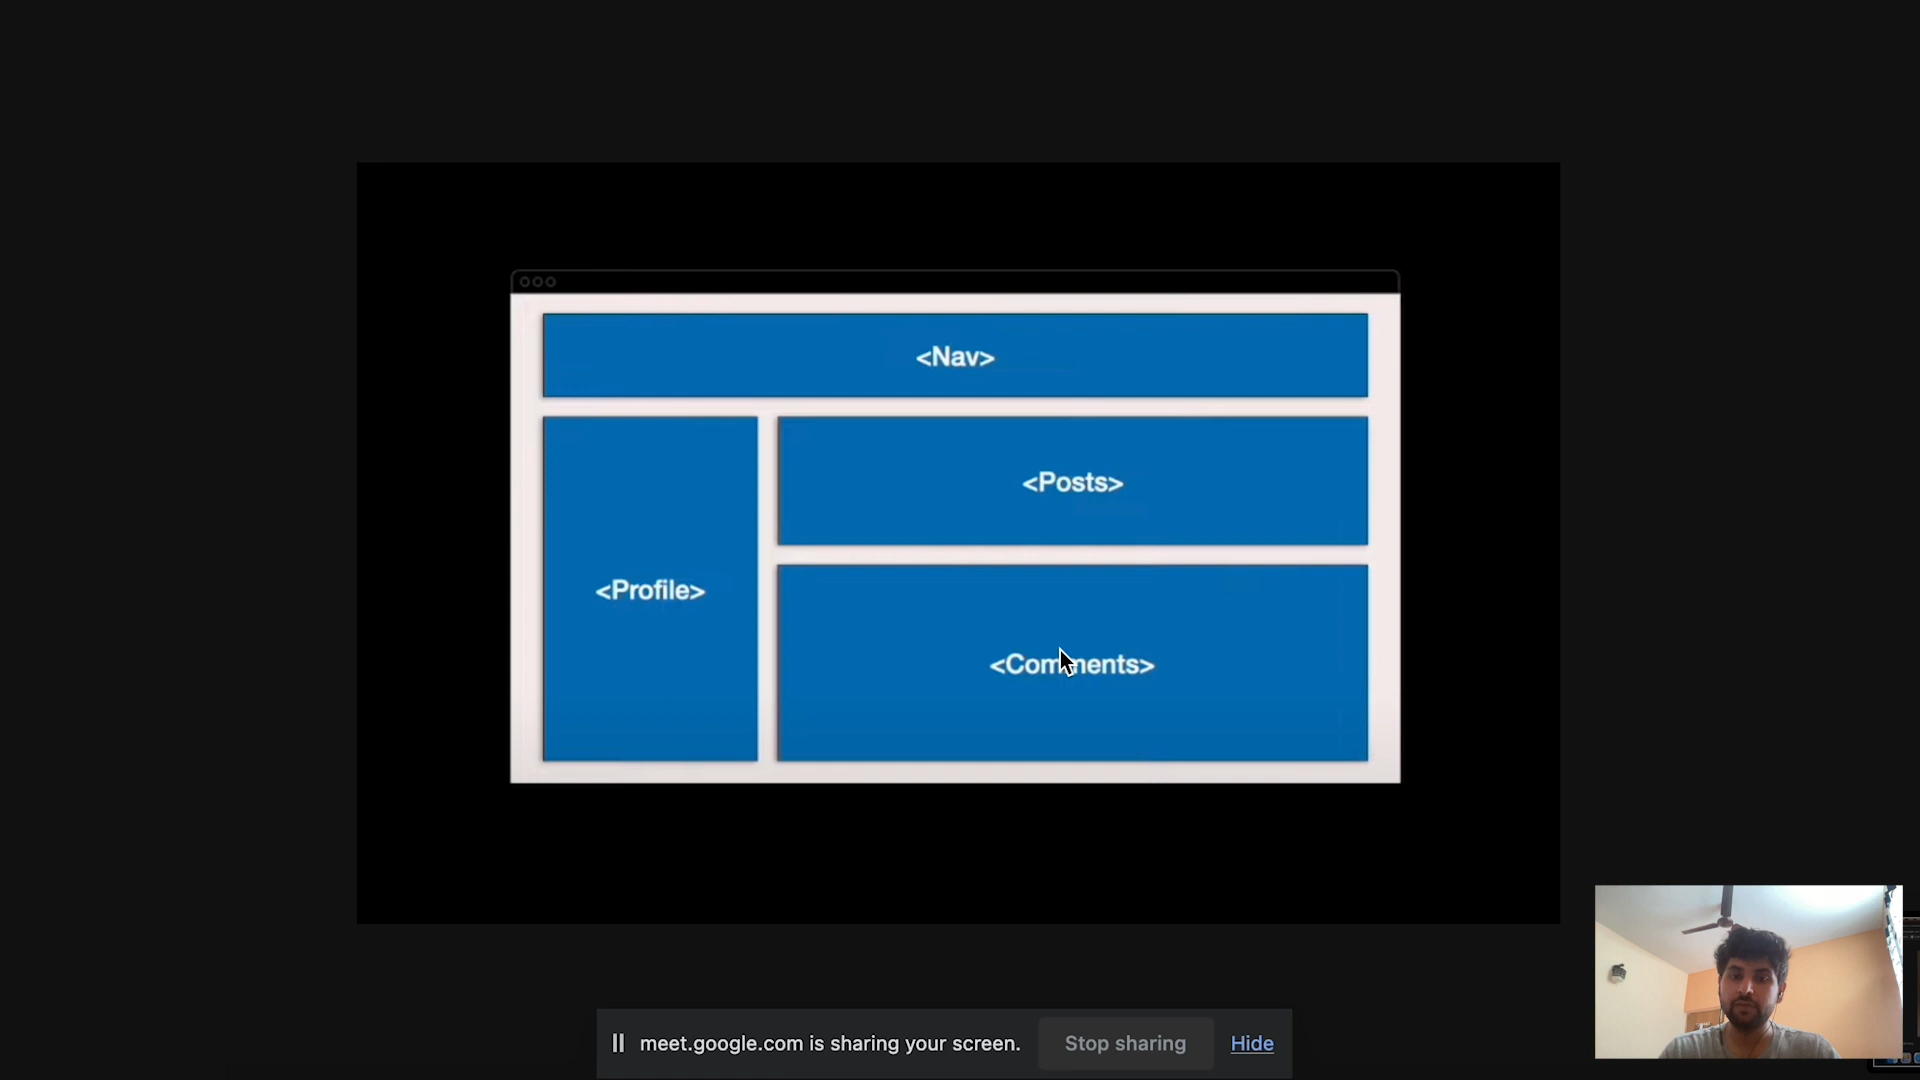 <Nav>
<Posts>
<Profile>
<Comments>
meet.google.com is sharing your screen.
Stop sharing
Hide